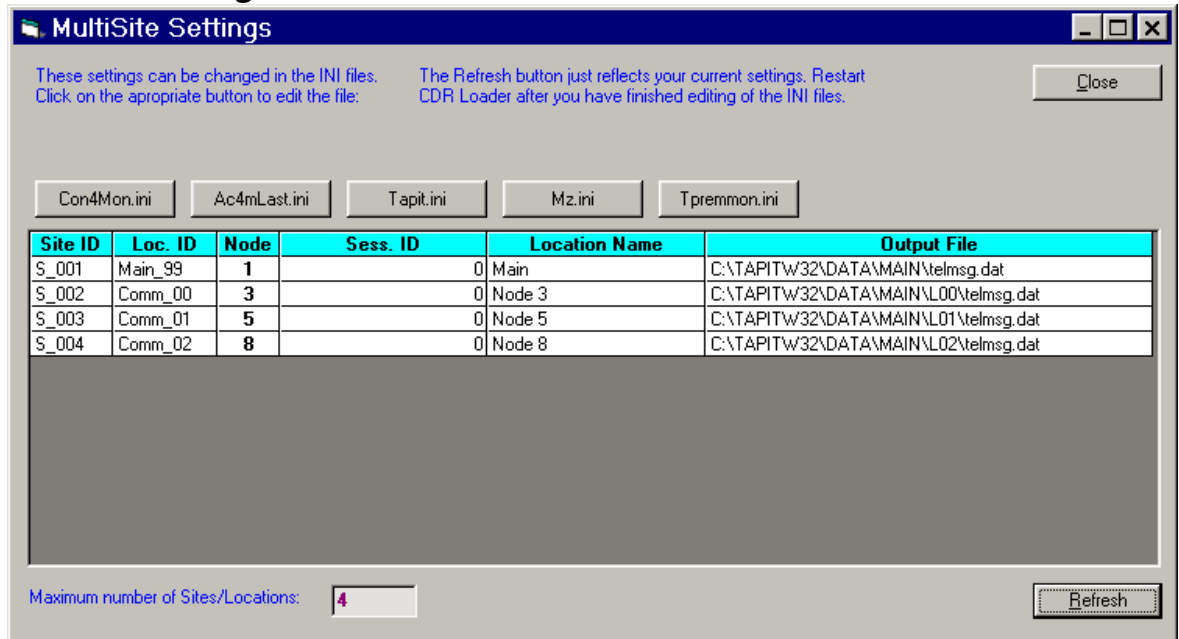 MultiSite Settings
These settings can be changed in the INI files.
Click on the apropriate button to edit the file:
The Refresh button just reflects your current settings. Restart
CDR Loader after you have finished editing of the INI files.
Close
Con4Mon.ini Ac4mLast.ini Tapit.ini Mz.ini Tpremmon.ini
Site ID Loc. ID Node Sess. ID Location Name Output File
S_001 Main_99 1 0 Main C:\TAPITW32\DATA\MAIN\telmsg.dat
S_002 Comm_00 3 0 Node 3 C:\TAPITW32\DATA\MAIN\L00\telmsg.dat
S_003 Comm_01 5 0 Node 5 C:\TAPITW32\DATA\MAIN\L01\telmsg.dat
S_004 Comm_02 8 0 Node 8 C:\TAPITW32\DATA\MAIN\L02\telmsg.dat
Maximum number of Sites/Locations: 4 Refresh